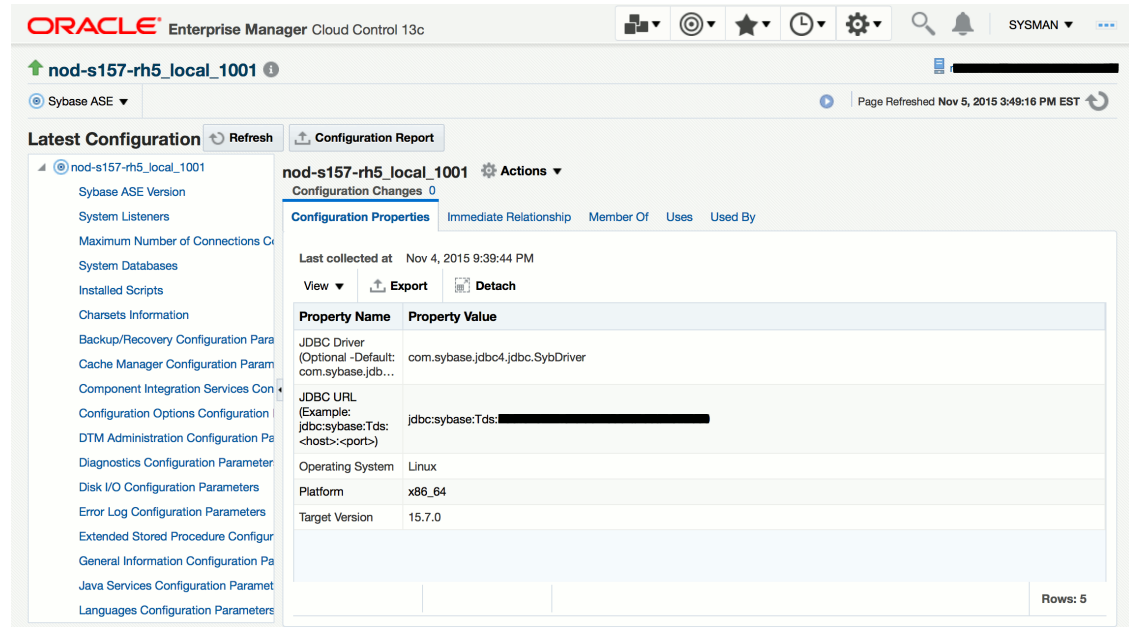 ORACLE® Enterprise Manager Cloud Control 13c
SYSMAN
nod-s157-rh5_local_1001
Sybase ASE
Page Refreshed Nov 5, 2015 3:49:16 PM EST
Latest Configuration
Refresh
Configuration Report
nod-s157-rh5_local_1001
Sybase ASE Version
System Listeners
Maximum Number of Connections Co
System Databases
Installed Scripts
Charsets Information
Backup/Recovery Configuration Para
Cache Manager Configuration Param
Component Integration Services Con
Configuration Options Configuration
DTM Administration Configuration Pa
Diagnostics Configuration Parameter
Disk I/O Configuration Parameters
Error Log Configuration Parameters
Extended Stored Procedure Configur
General Information Configuration Pa
Java Services Configuration Paramet
Languages Configuration Parameters
nod-s157-rh5_local_1001
Actions
Configuration Changes 0
Configuration Properties
Immediate Relationship
Member Of
Uses
Used By
Last collected at Nov 4, 2015 9:39:44 PM
View
Export
Detach
Property Name
Property Value
JDBC Driver
(Optional -Default:
com.sybase.jdb...
com.sybase.jdbc4.jdbc.SybDriver
JDBC URL
(Example:
jdbc:sybase:Tds:
<host>:<port>)
jdbc:sybase:Tds:
Operating System
Linux
Platform
x86_64
Target Version
15.7.0
Rows: 5